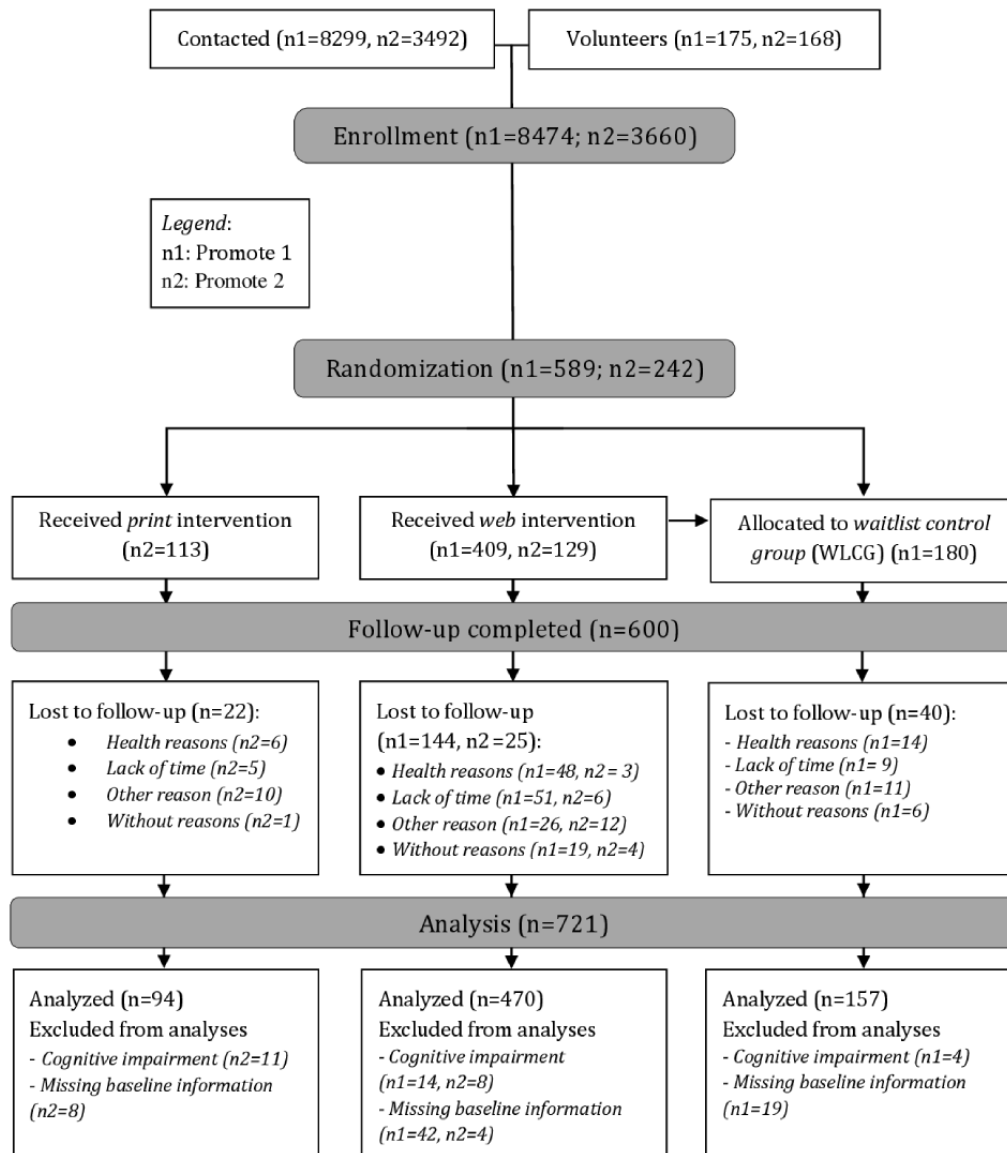 Contacted (n1=8299, n2=3492)
Volunteers (n1=175, n2=168)
Enrollment (n1=8474; n2=3660)
Legend:
n1: Promote 1
n2: Promote 2
Randomization (n1=589; n2=242)
Received print intervention
(n2=113)
Received web intervention
(n1=409, n2=129)
Allocated to waitlist control
group (WLCG) (n1=180)
Follow-up completed (n=600)
Lost to follow-up (n=22):
• Health reasons (n2=6)
• Lack of time (n2=5)
• Other reason (n2=10)
• Without reasons (n2=1)
Lost to follow-up
(n1=144, n2=25):
• Health reasons (n1=48, n2= 3)
• Lack of time (n1=51, n2=6)
• Other reason (n1=26, n2=12)
• Without reasons (n1=19, n2=4)
Lost to follow-up (n=40):
- Health reasons (n1=14)
- Lack of time (n1= 9)
- Other reason (n1=11)
- Without reasons (n1=6)
Analysis (n=721)
Analyzed (n=94)
Excluded from analyses
- Cognitive impairment (n2=11)
- Missing baseline information
(n2=8)
Analyzed (n=470)
Excluded from analyses
- Cognitive impairment
(n1=14, n2=8)
- Missing baseline information
(n1=42, n2=4)
Analyzed (n=157)
Excluded from analyses
- Cognitive impairment (n1=4)
- Missing baseline information
(n1=19)